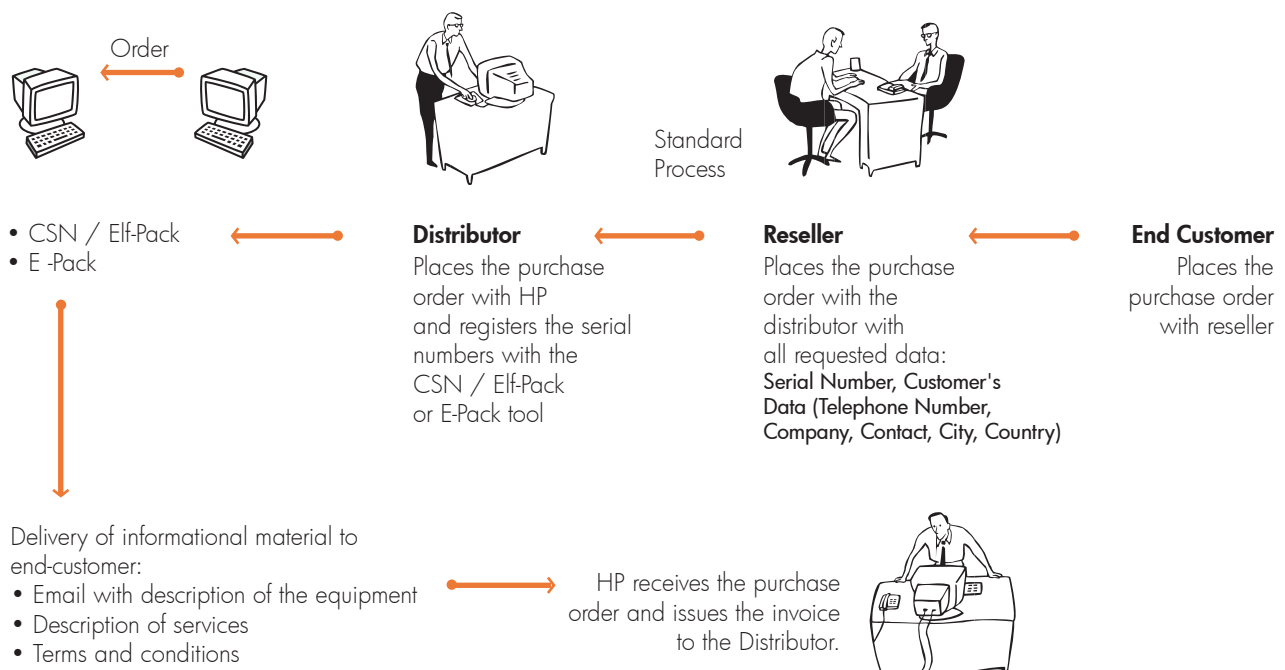 Order
Standard
Process
• CSN / Elf-Pack
• E -Pack
Distributor
Places the purchase
order with HP
and registers the serial
numbers with the
CSN / Elf-Pack
or E-Pack tool
Reseller
Places the purchase
order with the
distributor with
all requested data:
Serial Number, Customer's
Data (Telephone Number,
Company, Contact, City, Country)
End Customer
Places the
purchase order
with reseller
Delivery of informational material to
end-customer:
• Email with description of the equipment
• Description of services
• Terms and conditions
HP receives the purchase
order and issues the invoice
to the Distributor.